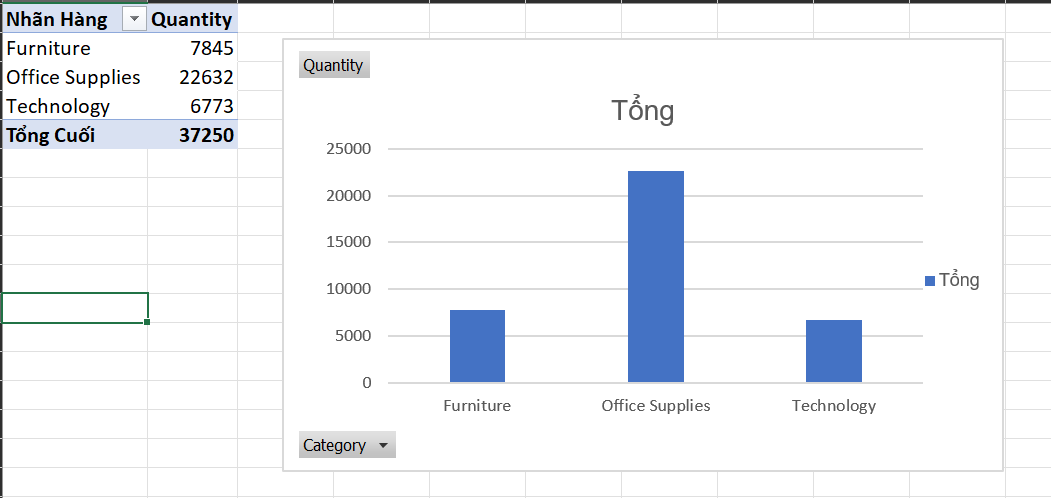 Nhãn Hàng Quantity
Furniture 7845
Office Supplies 22632
Technology 6773
Tổng Cuối 37250
Quantity
Tổng
25000
20000
15000
10000
5000
0
Furniture Office Supplies Technology
Tổng
Category